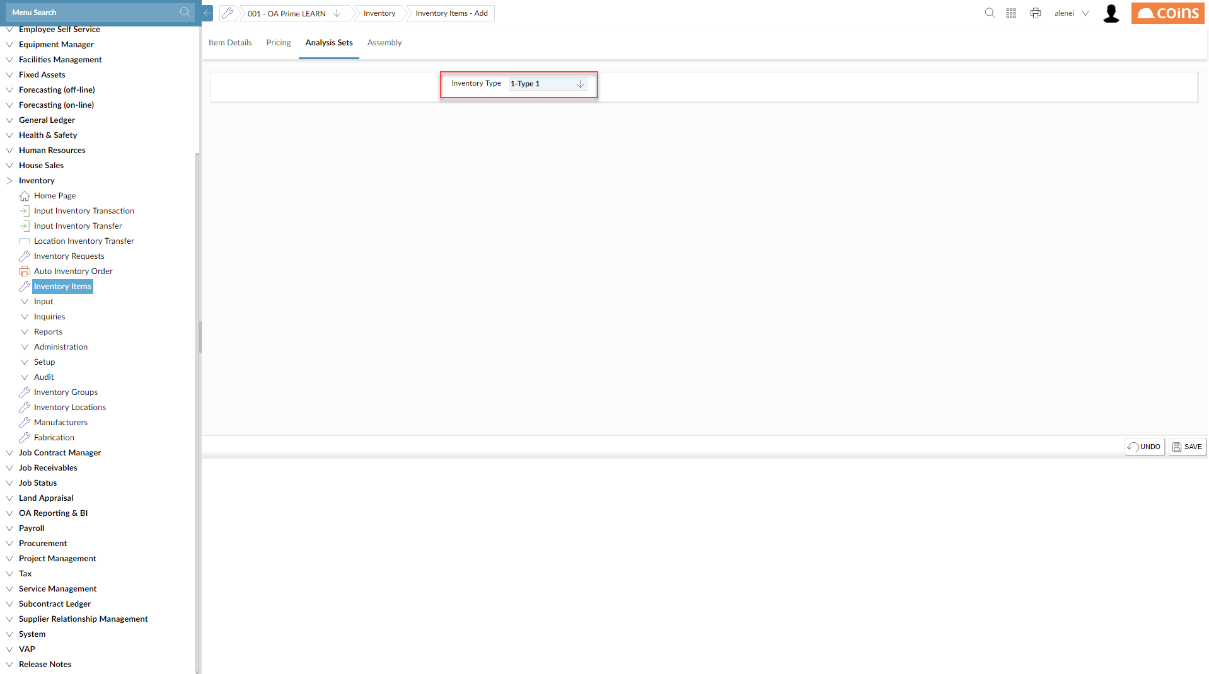 Menu Search
001 - OA Prime LEARN
Inventory
Inventory Items - Add
alenei
coins
Item Details
Pricing
Analysis Sets
Assembly
Inventory Type
1-Type 1
Employee Self Service
Equipment Manager
Facilities Management
Fixed Assets
Forecasting (off-line)
Forecasting (on-line)
General Ledger
Health & Safety
Human Resources
House Sales
Inventory
Home Page
Input Inventory Transaction
Input Inventory Transfer
Location Inventory Transfer
Inventory Requests
Auto Inventory Order
Inventory Items
Input
Inquiries
Reports
Administration
Setup
Audit
Inventory Groups
Inventory Locations
Manufacturers
Fabrication
Job Contract Manager
Job Receivables
Job Status
Land Appraisal
OA Reporting & BI
Payroll
Procurement
Project Management
Tax
Service Management
Subcontract Ledger
Supplier Relationship Management
System
VAP
Release Notes
UNDO
SAVE